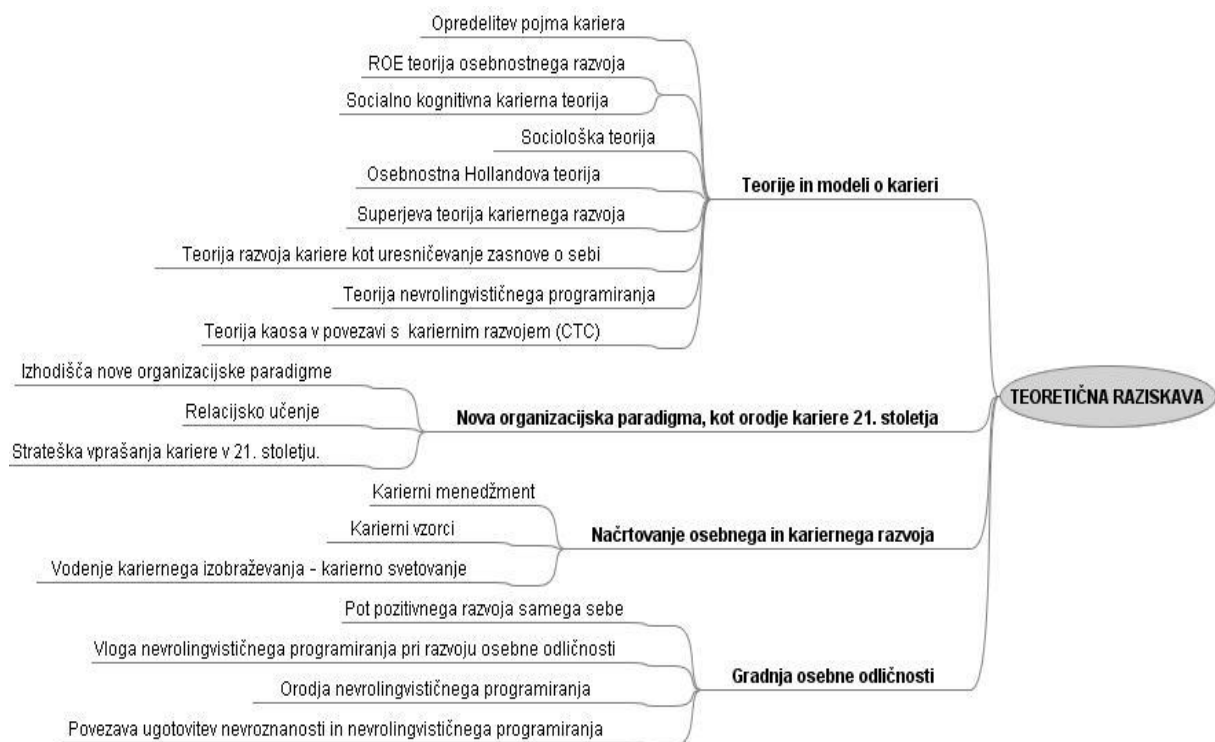 Opredelitev pojma kariera
ROE teorija osebnostnega razvoja
Socialno kognitivna karierna teorija
Sociološka teorija
Osebnostna Hollandova teorija
Superjeva teorija kariernega razvoja
Teorija razvoja kariere kot uresničevanje zasnove o sebi
Teorija nevrolingvističnega programiranja
Teorija kaosa v povezavi s kariernim razvojem (CTC)
Teorije in modeli o karieri
Izhodišča nove organizacijske paradigme
Relacijsko učenje
Strateška vprašanja kariere v 21. stoletju.
Nova organizacijska paradigma, kot orodje kariere 21. stoletja
TEORETIČNA RAZISKAVA
Karierni menedžment
Karierni vzorci
Vodenje kariernega izobraževanja - karierno svetovanje
Načrtovanje osebnega in kariernega razvoja
Pot pozitivnega razvoja samega sebe
Vloga nevrolingvističnega programiranja pri razvoju osebne odličnosti
Orodja nevrolingvističnega programiranja
Povezava ugotovitev nevroznanosti in nevrolingvističnega programiranja
Gradnja osebne odličnosti